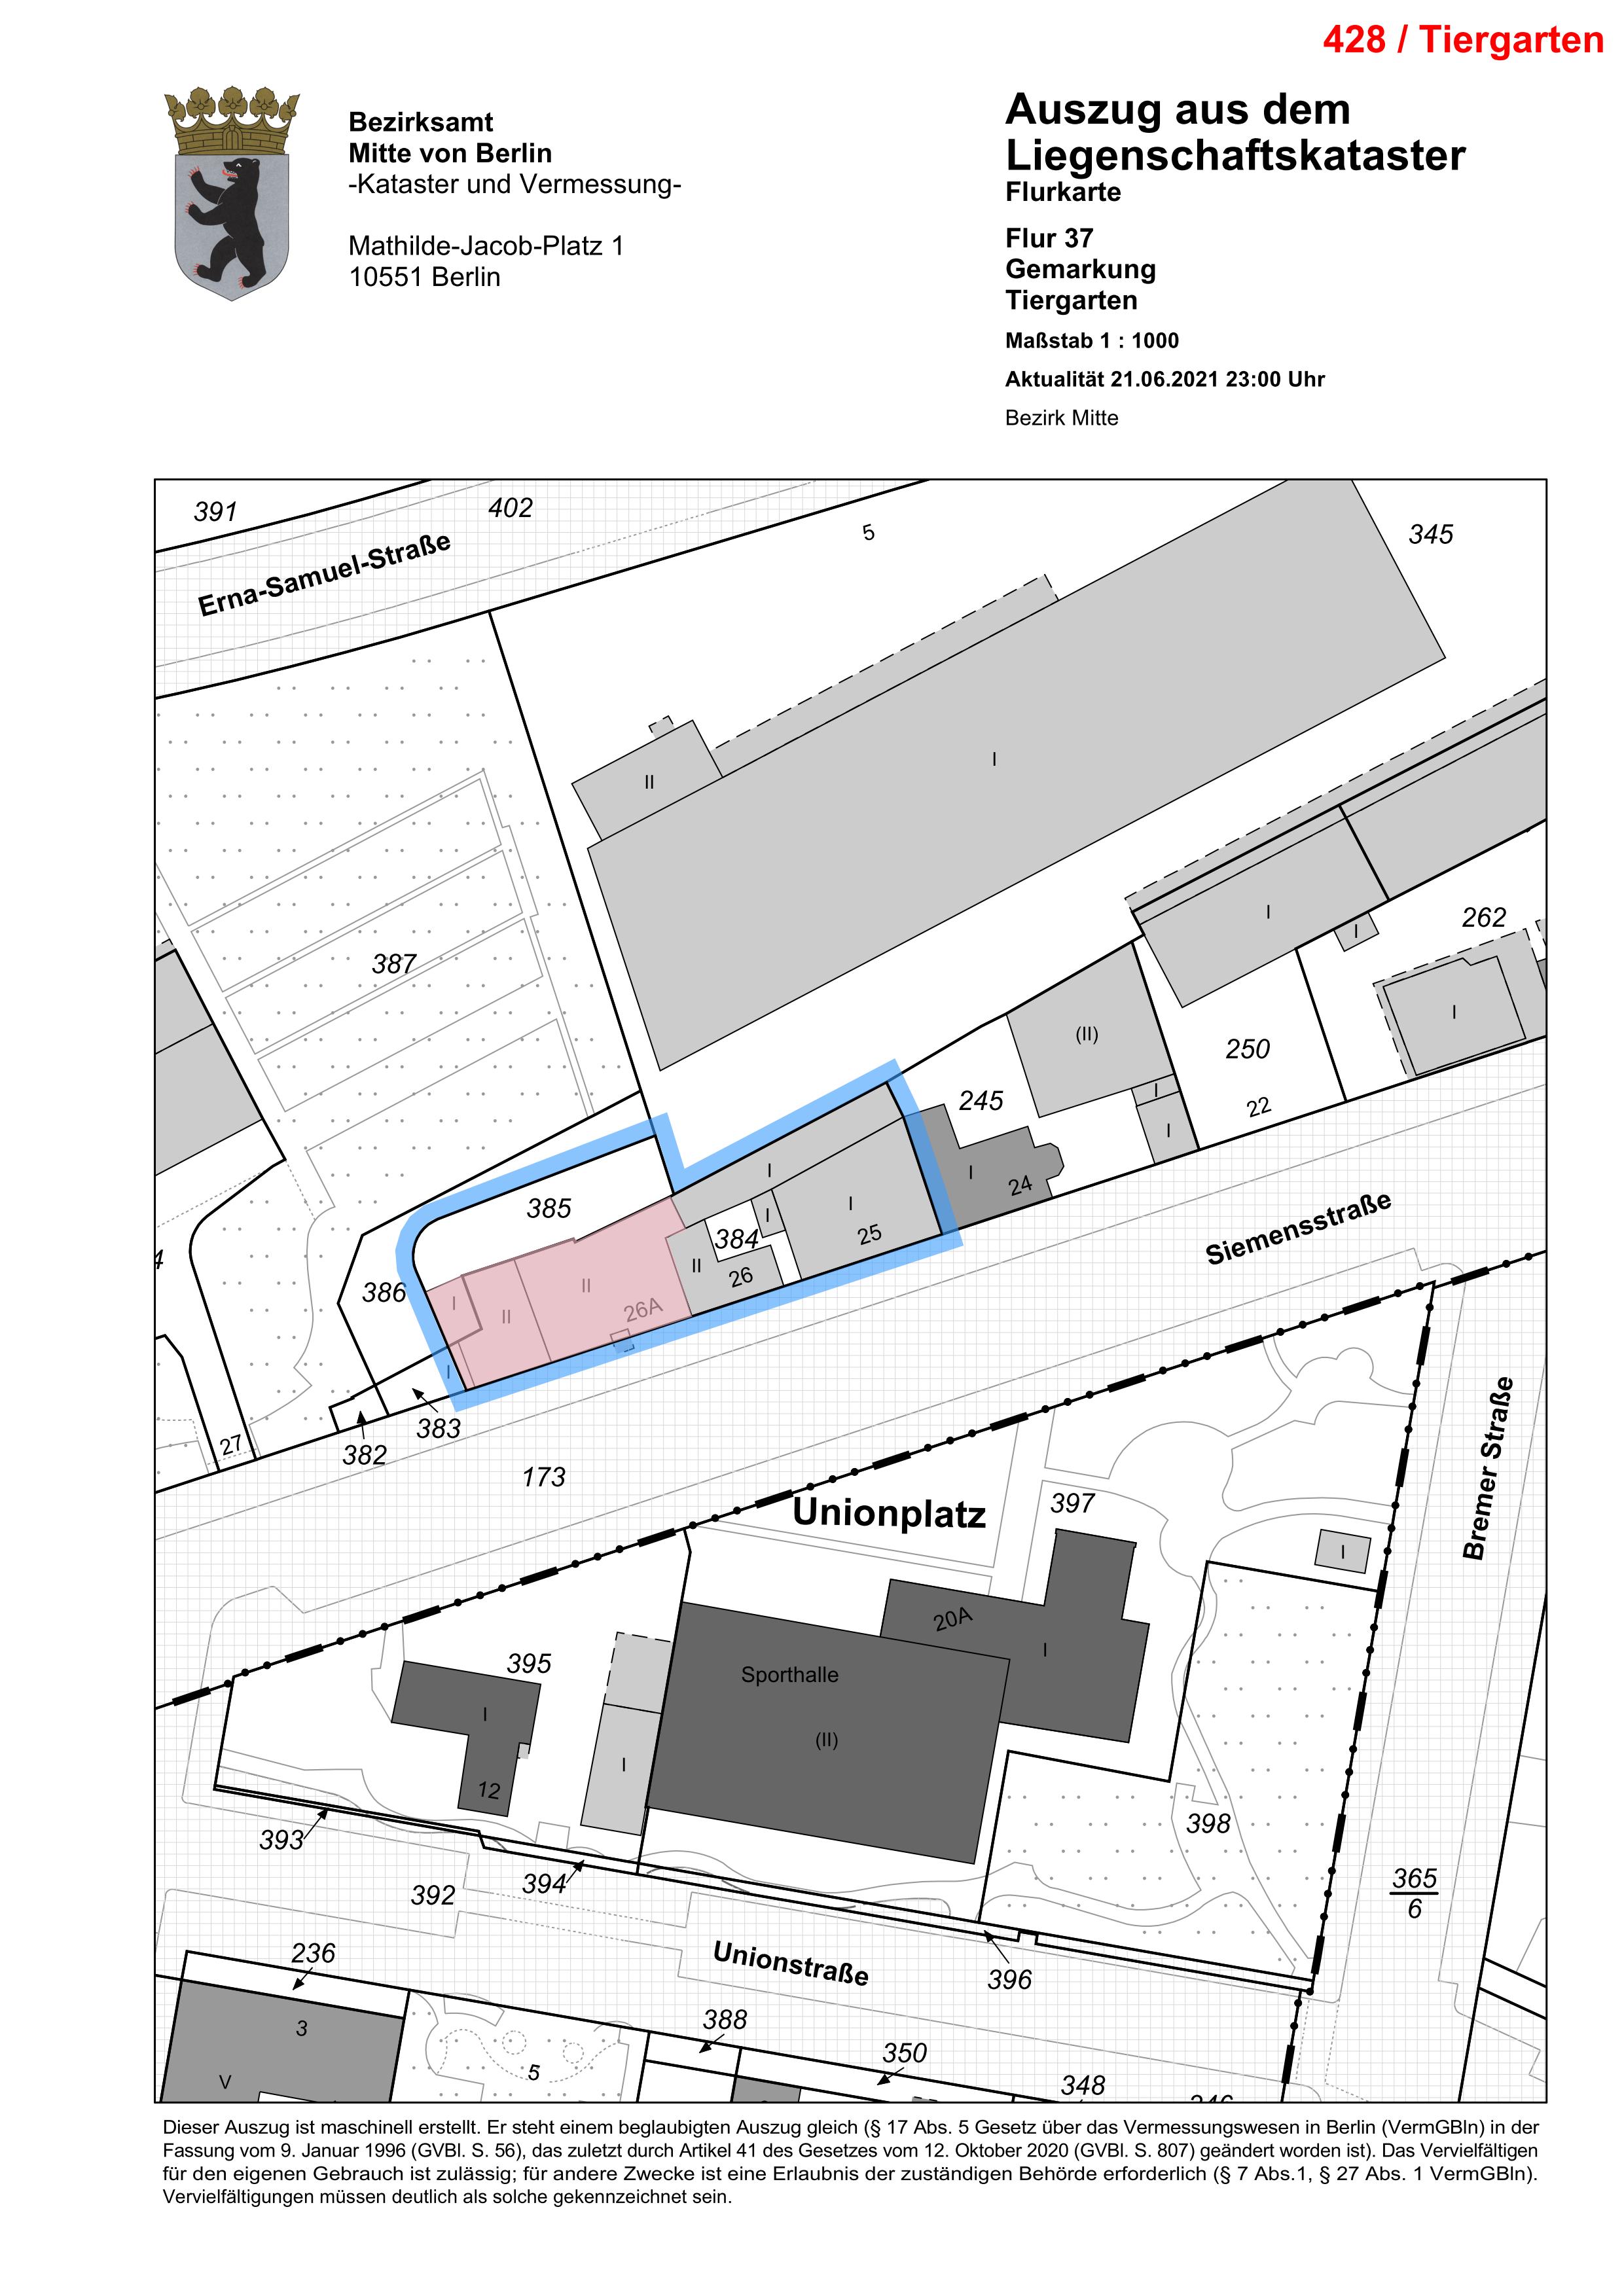 428 / Tiergarten
Bezirksamt
Mitte von Berlin
-Kataster und Vermessung-
Mathilde-Jacob-Platz 1
10551 Berlin
Auszug aus dem
Liegenschaftskataster
Flurkarte
Flur 37
Gemarkung
Tiergarten
Maßstab 1 : 1000
Aktualität 21.06.2021 23:00 Uhr
Bezirk Mitte
391
402
5
345
Erna-Samuel-Straße
II
I
387
I
I
262
I
(II)
250
22
I
I
245
I
24
I
I
25
I
384
II
26
385
386
I
II
II
26A
I
383
382
27
4
173
Siemensstraße
Bremer Straße
Unionplatz
397
I
20A
I
Sporthalle
(II)
395
I
12
I
398
393
394
392
396
365
6
Unionstraße
236
3
V
5
388
350
348
Dieser Auszug ist maschinell erstellt. Er steht einem beglaubigten Auszug gleich (§ 17 Abs. 5 Gesetz über das Vermessungswesen in Berlin (VermGBln) in der
Fassung vom 9. Januar 1996 (GVBl. S. 56), das zuletzt durch Artikel 41 des Gesetzes vom 12. Oktober 2020 (GVBl. S. 807) geändert worden ist). Das Vervielfältigen
für den eigenen Gebrauch ist zulässig; für andere Zwecke ist eine Erlaubnis der zuständigen Behörde erforderlich (§ 7 Abs.1, § 27 Abs. 1 VermGBln).
Vervielfältigungen müssen deutlich als solche gekennzeichnet sein.